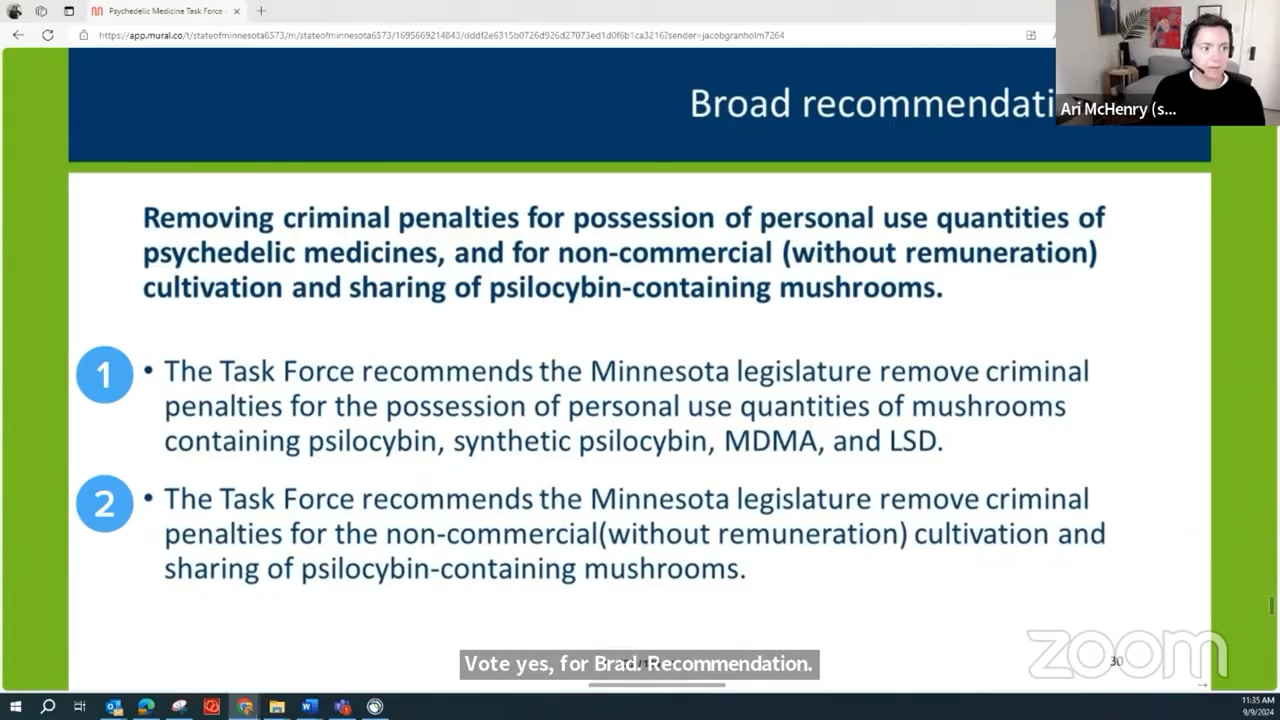 Psychedelic Medicine Task Force
https://app.mural.co/t/stateofminnesota6573/m/stateofminnesota6573/1695669214843/dddf2e6315b0726d926d27073ed1d0f6b1ca3216?sender=jacobgranholm7264
Ari McHenry (s...
Broad recommendati
Removing criminal penalties for possession of personal use quantities of
psychedelic medicines, and for non-commercial (without remuneration)
cultivation and sharing of psilocybin-containing mushrooms.
1
• The Task Force recommends the Minnesota legislature remove criminal
penalties for the possession of personal use quantities of mushrooms
containing psilocybin, synthetic psilocybin, MDMA, and LSD.
2
• The Task Force recommends the Minnesota legislature remove criminal
penalties for the non-commercial(without remuneration) cultivation and
sharing of psilocybin-containing mushrooms.
Vote yes, for Brad. Recommendation.
30
zoom
11:35 AM
9/9/2024